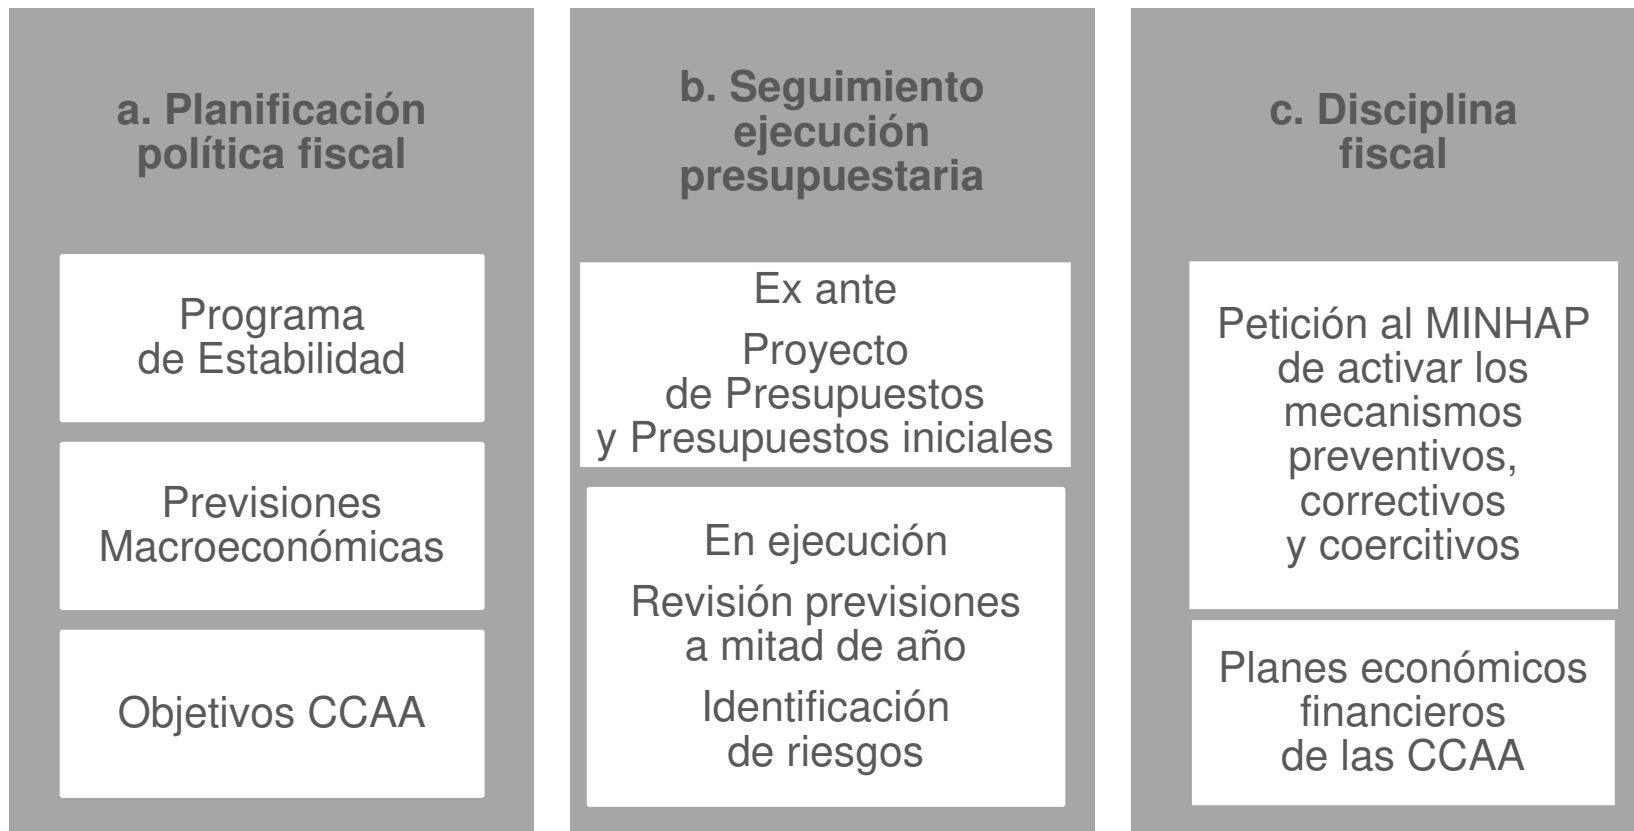 a. Planificación
política fiscal
Programa
de Estabilidad
Previsiones
Macroeconómicas
Objetivos CCAA
b. Seguimiento
ejecución
presupuestaria
Ex ante
Proyecto
de Presupuestos
y Presupuestos iniciales
En ejecución
Revisión previsiones
a mitad de año
Identificación
de riesgos
c. Disciplina
fiscal
Petición al MINHAP
de activar los
mecanismos
preventivos,
correctivos
y coercitivos
Planes económicos
financieros
de las CCAA